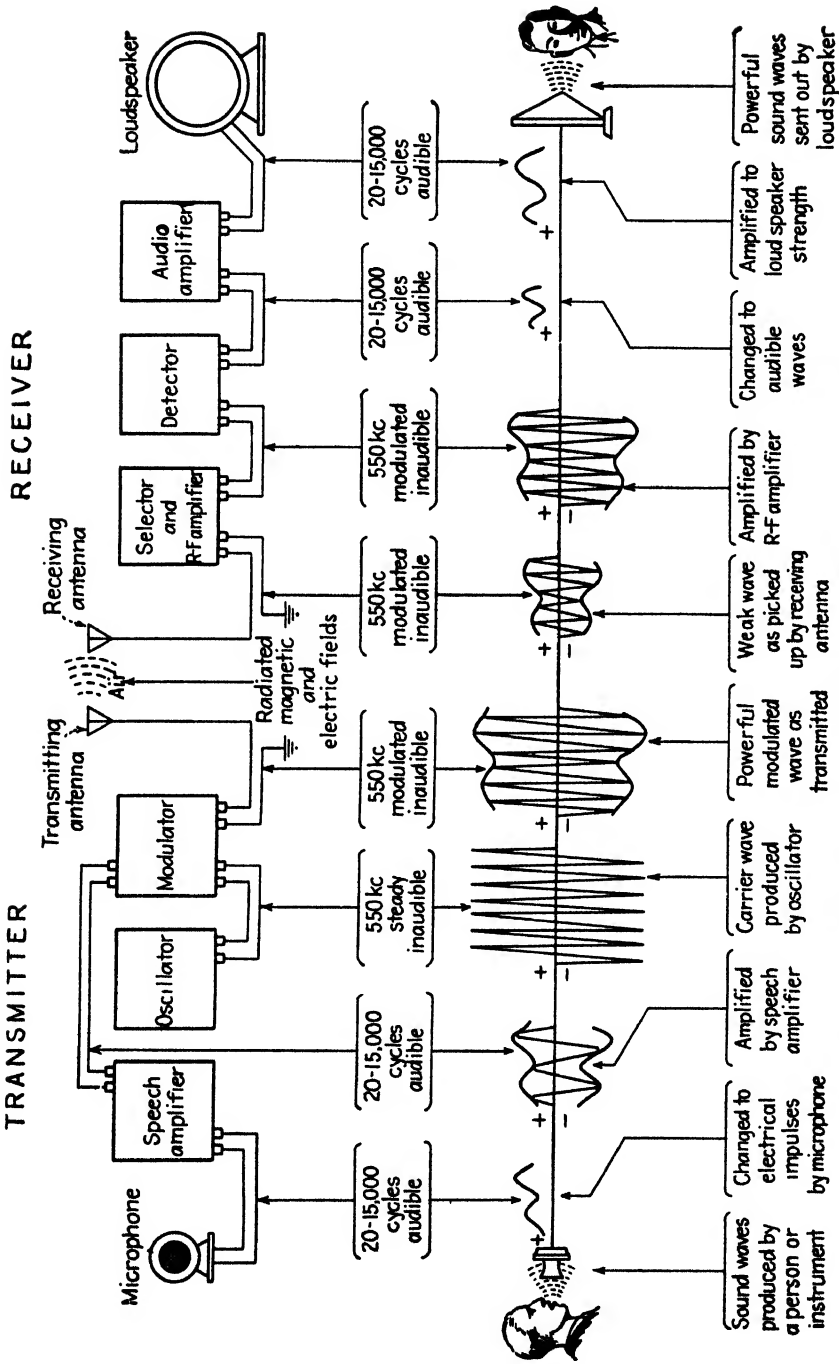 TRANSMITTER
RECEIVER
Microphone
Speech
amplifier
Oscillator
Modulator
Transmitting
antenna
Receiving
antenna
Selector
and
R-F amplifier
Detector
Audio
amplifier
Loudspeaker
Radiated
magnetic
and
electric fields
20-15,000
cycles
audible
20-15,000
cycles
audible
550 kc
steady
inaudible
550 kc
modulated
inaudible
550 kc
modulated
inaudible
550 kc
modulated
inaudible
20-15,000
cycles
audible
20-15,000
cycles
audible
+
+
-
+
-
+
-
+
-
+
-
+
+
Sound waves
produced by
a person or
instrument
Changed to
electrical
impulses
by microphone
Amplified
by speech
amplifier
Carrier wave
produced
by oscillator
Powerful
modulated
wave as
transmitted
Weak wave
as picked
up by receiving
antenna
Amplified by
R-F amplifier
Changed to
audible
waves
Amplified to
loud speaker
strength
Powerful
sound waves
sent out by
loudspeaker